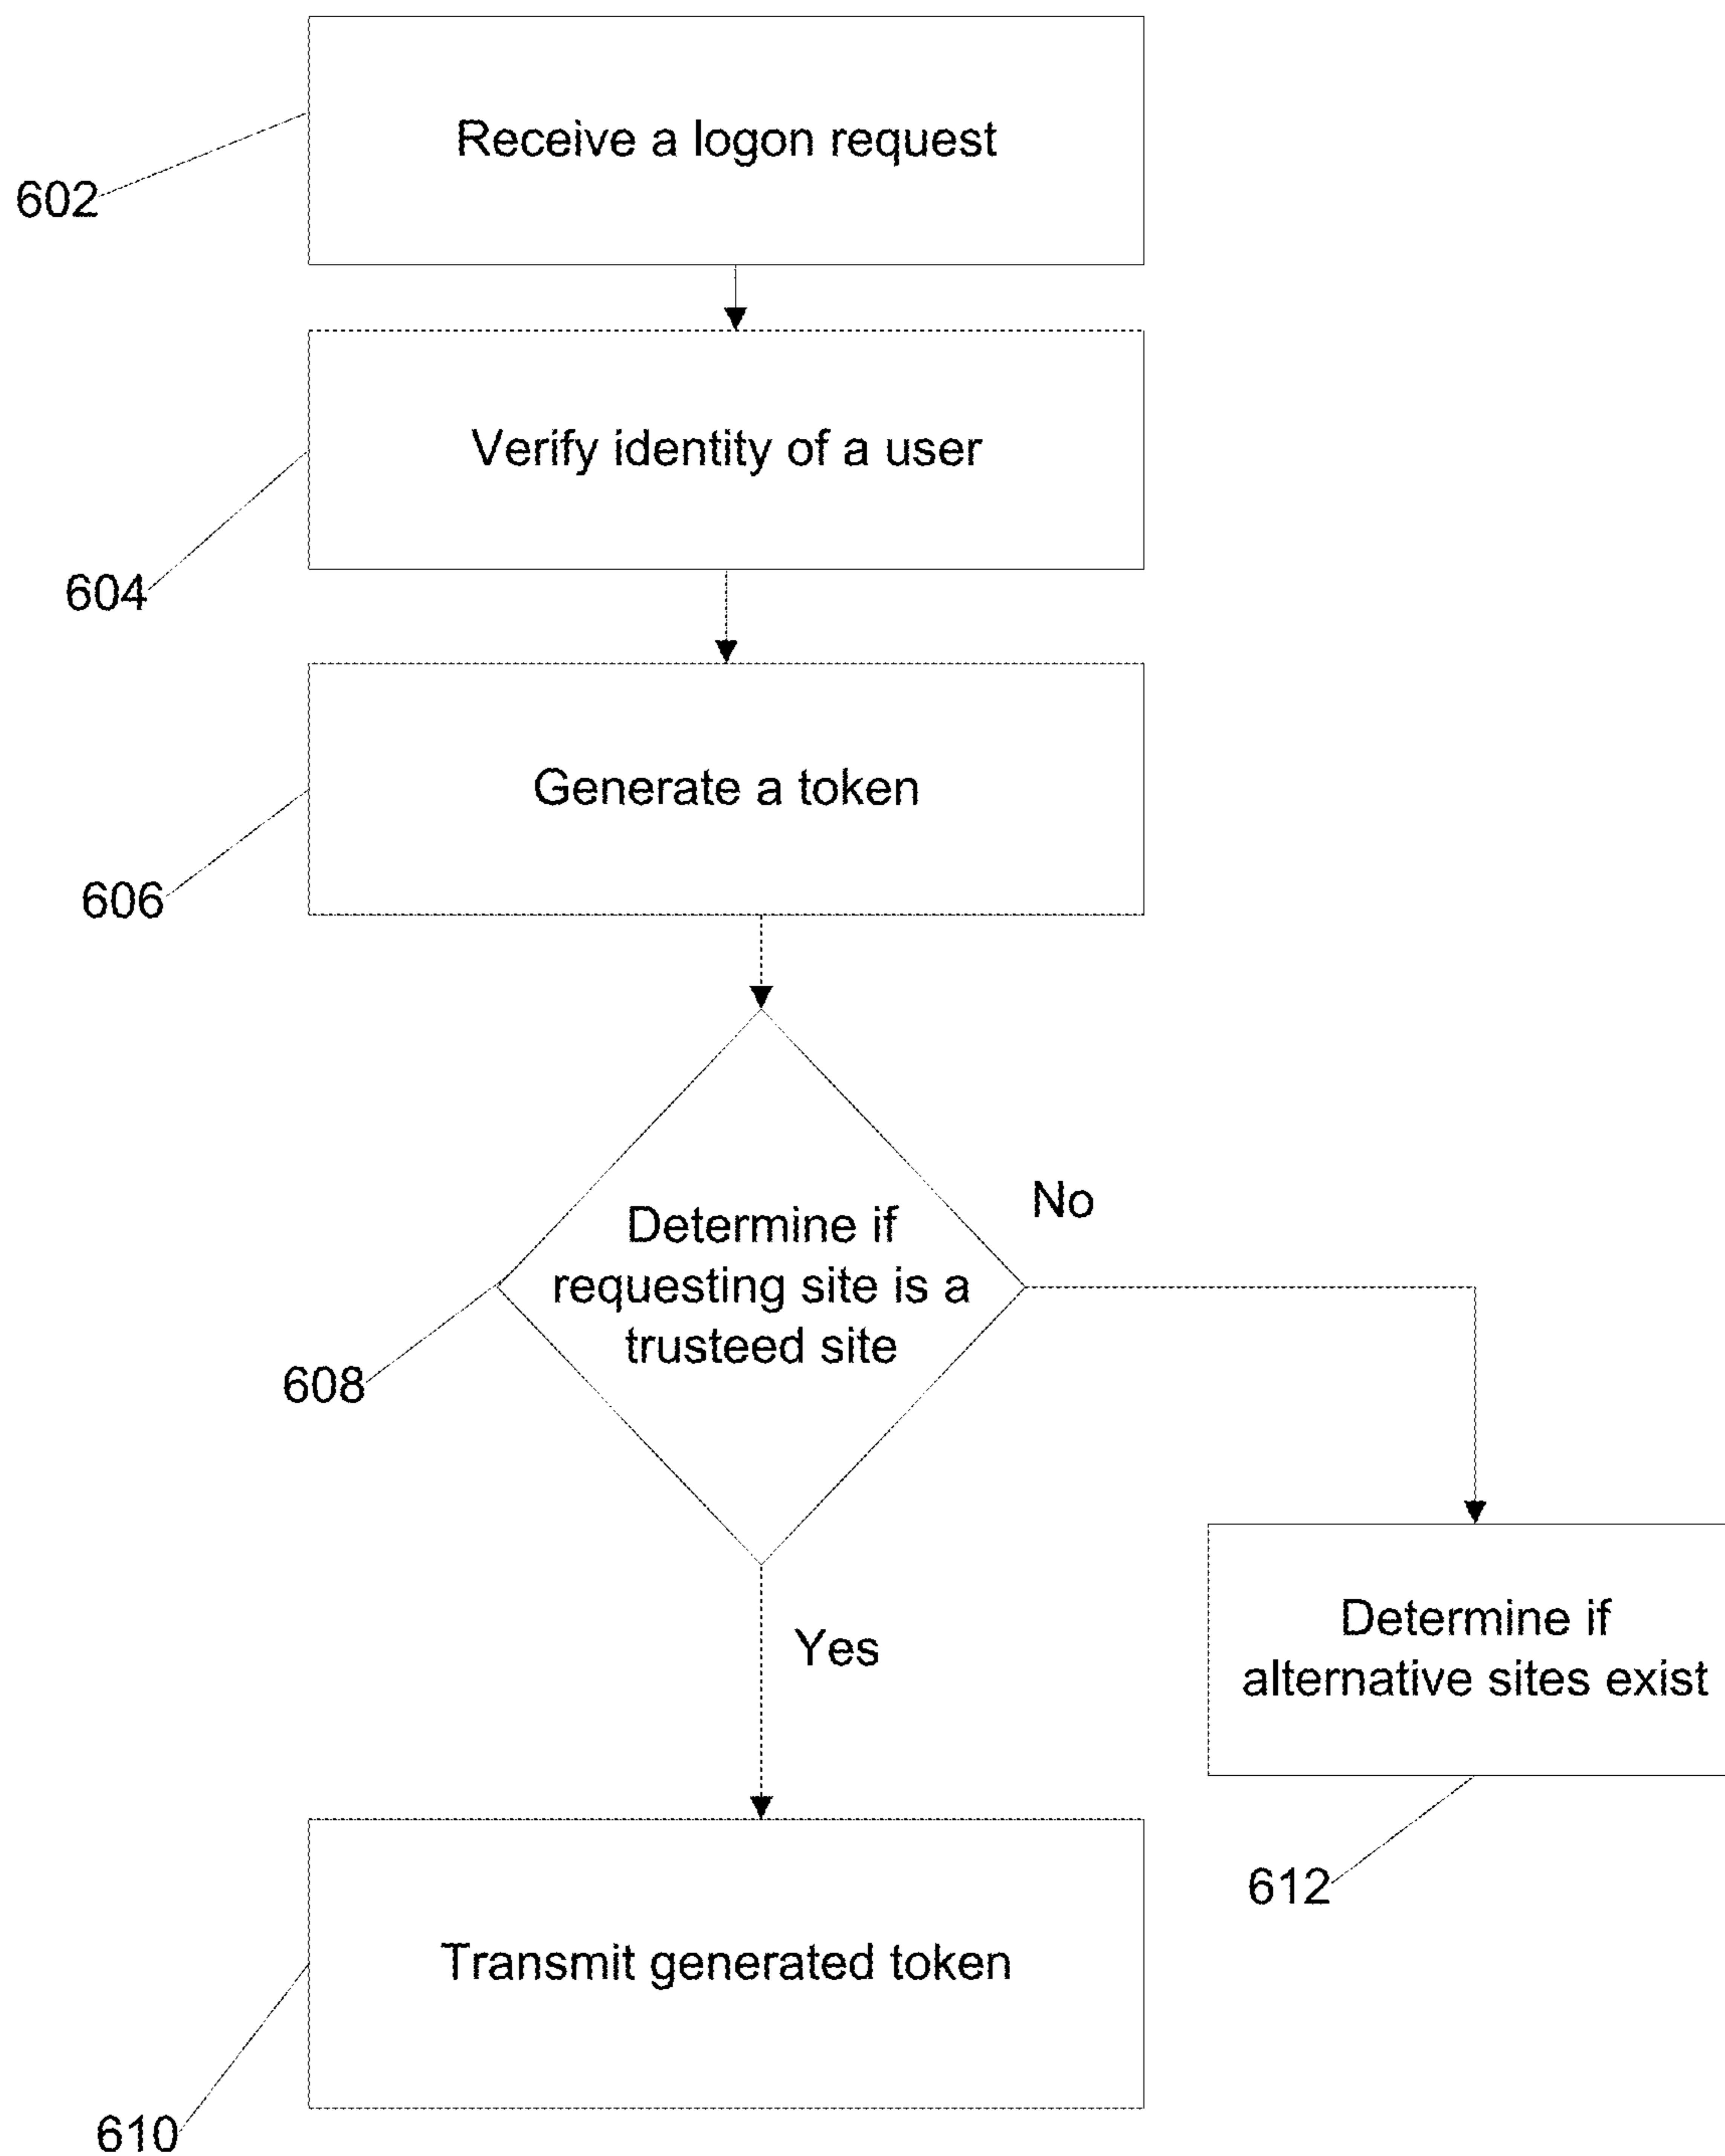 Receive a logon request
602
Verify identity of a user
604
Generate a token
606
Determine if
requesting site is a
trusteed site
No
608
Yes
Determine if
alternative sites exist
612
Transmit generated token
610